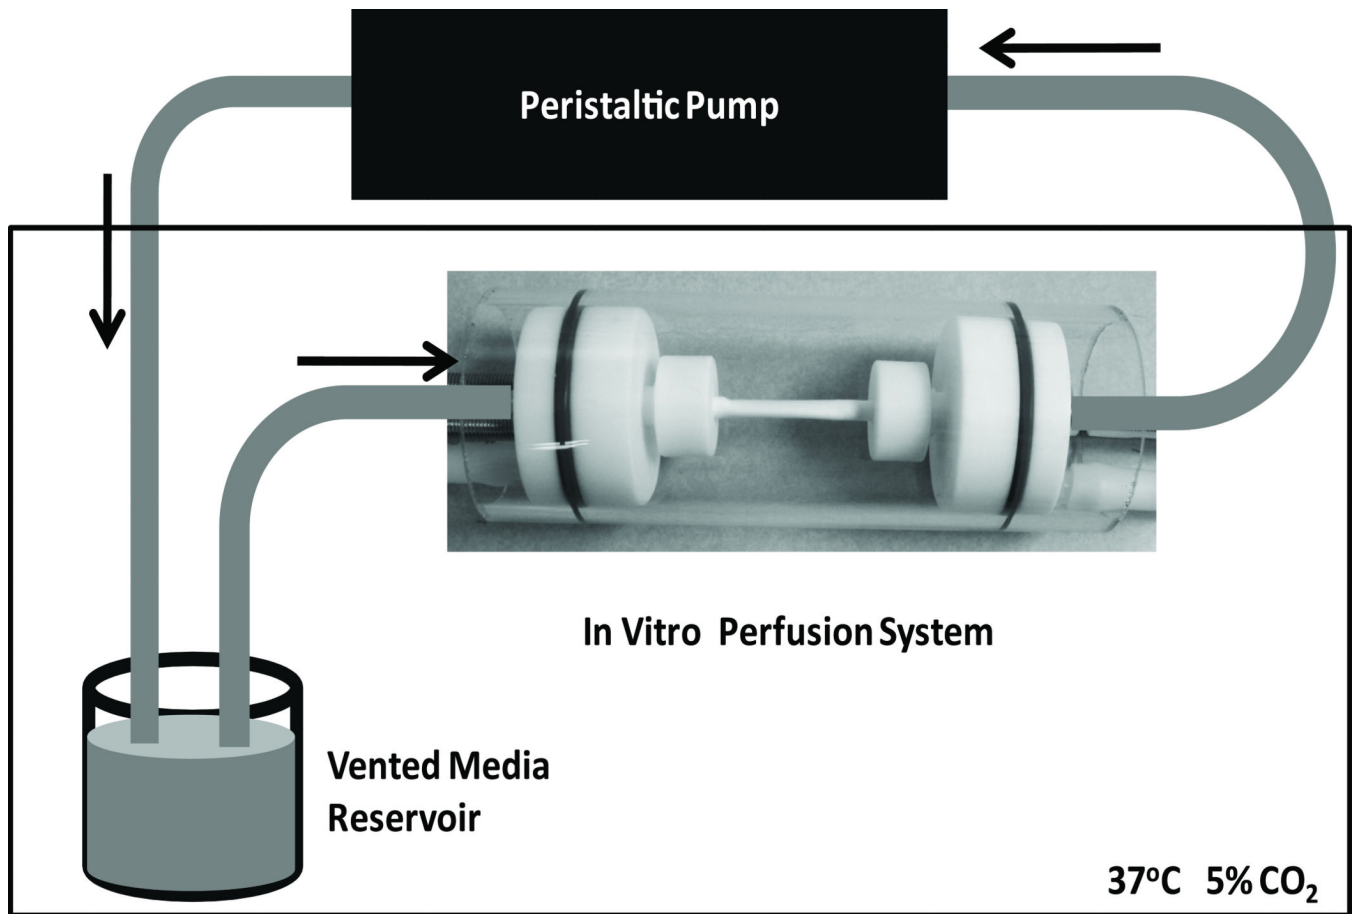 Peristaltic Pump
In Vitro Perfusion System
Vented Media
Reservoir
37°C 5% CO₂